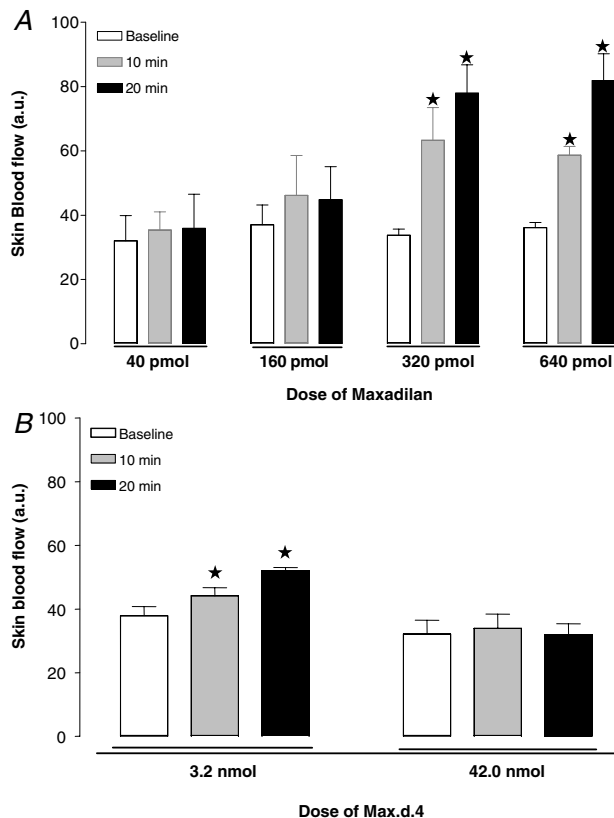 A
100
80
60
40
20
0
Skin Blood flow (a.u.)
Baseline
10 min
20 min
★ ★ ★ ★
40 pmol 160 pmol 320 pmol 640 pmol
Dose of Maxadilan
B
100
80
60
40
20
0
Skin blood flow (a.u.)
Baseline
10 min
20 min
★ ★
3.2 nmol 42.0 nmol
Dose of Max.d.4